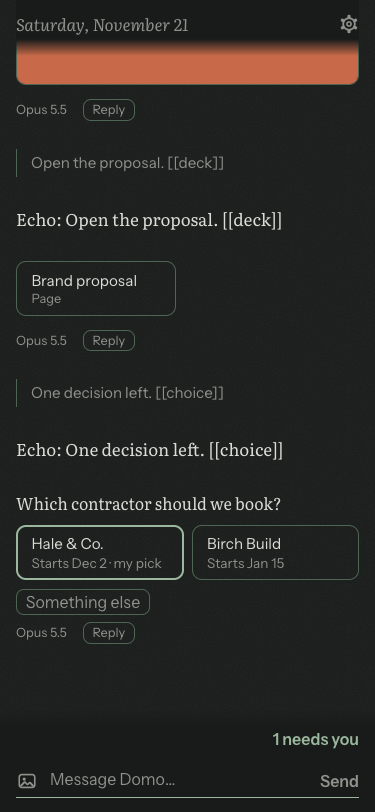 Saturday, November 21
Opus 5.5 Reply
Open the proposal. [[deck]]
Echo: Open the proposal. [[deck]]
Brand proposal
Page
Opus 5.5 Reply
One decision left. [[choice]]
Echo: One decision left. [[choice]]
Which contractor should we book?
Hale & Co.
Starts Dec 2 · my pick
Birch Build
Starts Jan 15
Something else
Opus 5.5 Reply
1 needs you
Message Domo...
Send